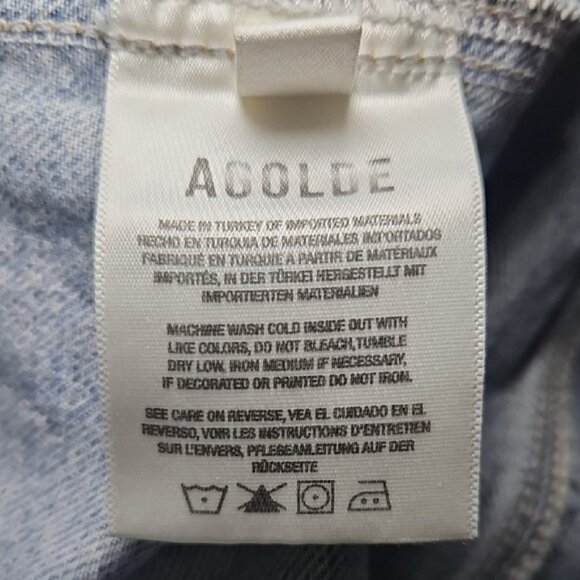 AGOLDE
MADE IN TURKEY OF IMPORTED MATERIALS
HECHO EN TURQUIA DE MATERIALES IMPORTADOS
FABRIQUÉ EN TURQUIE A PARTIR DE MATÉRIAUX
IMPORTÉS, IN DER TÜRKEI HERGESTELLT MIT
IMPORTIERTEN MATERIALIEN
MACHINE WASH COLD INSIDE OUT WITH
LIKE COLORS, DO NOT BLEACH, TUMBLE
DRY LOW, IRON MEDIUM IF NECESSARY,
IF DECORATED OR PRINTED DO NOT IRON.
SEE CARE ON REVERSE, VEA EL CUIDADO EN EL
REVERSO, VOIR LES INSTRUCTIONS D'ENTRETIEN
SUR L'ENVERS, PFLEGEANLEITUNG AUF DER
RÜCKSEITE